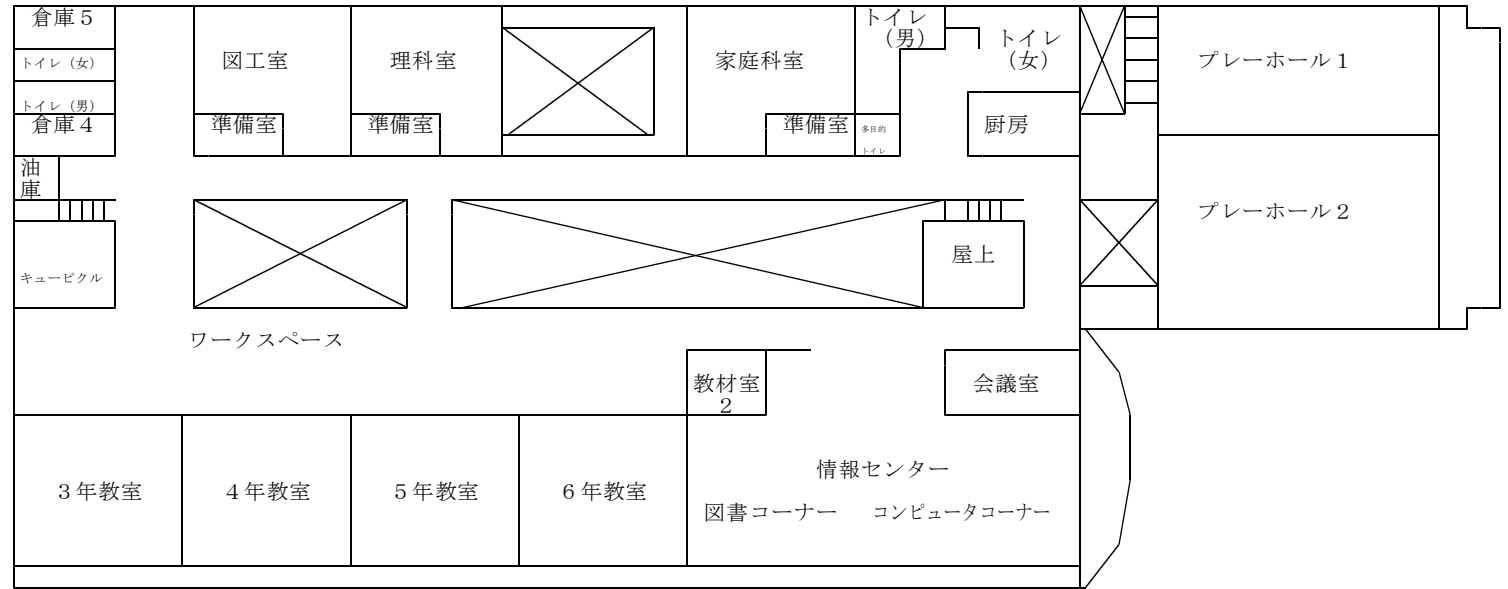 倉庫５
トイレ（女）
トイレ（男）
倉庫４
油
庫
キュービクル
図工室
準備室
理科室
準備室
家庭科室
準備室
トイレ
（男）
多目的
トイレ
トイレ
（女）
厨房
プレーホール１
プレーホール２
屋上
ワークスペース
教材室
２
会議室
３年教室
４年教室
５年教室
６年教室
情報センター
図書コーナー　コンピュータコーナー